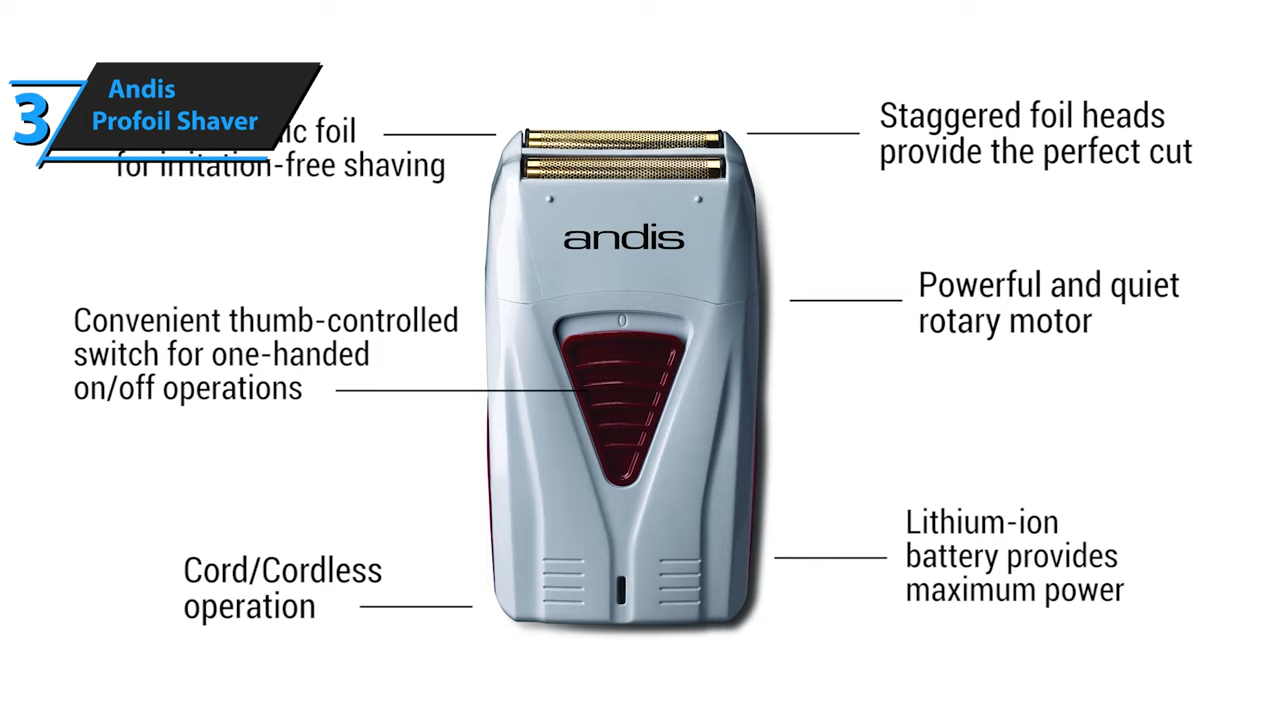 3
Andis
Profoil Shaver
foil
for irritation-free shaving
Staggered foil heads
provide the perfect cut
andis
0
Powerful and quiet
rotary motor
Convenient thumb-controlled
switch for one-handed
on/off operations
Lithium-ion
battery provides
maximum power
Cord/Cordless
operation